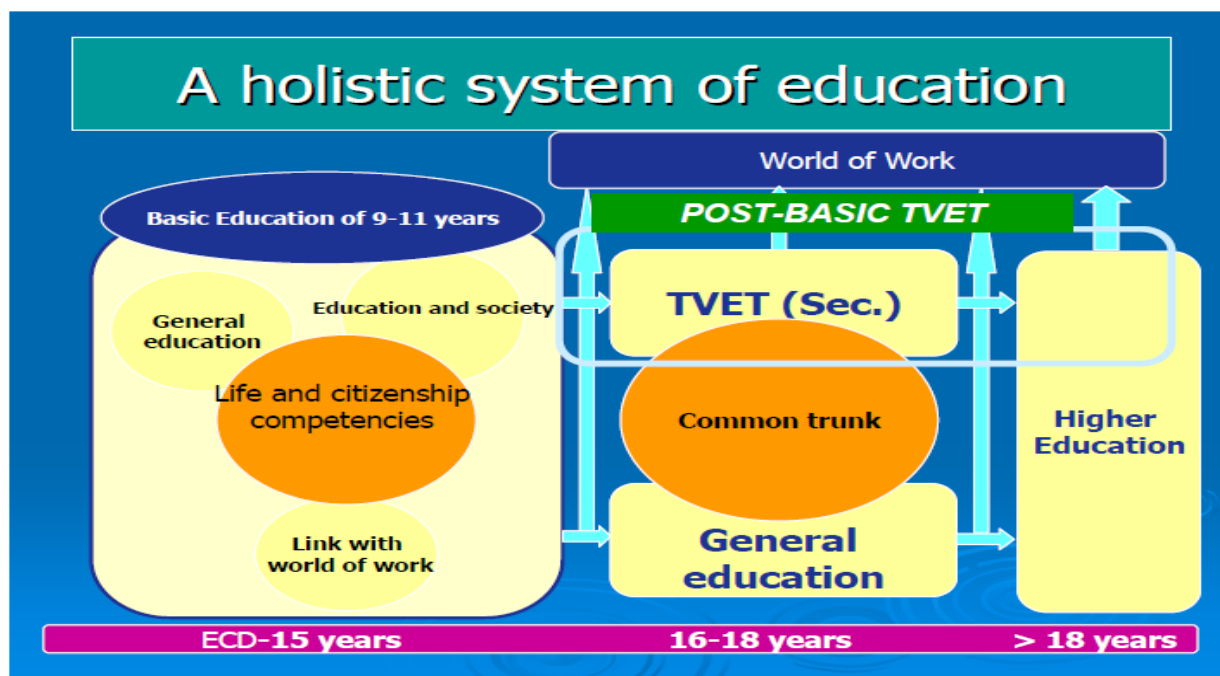 A holistic system of education
World of Work
Basic Education of 9-11 years
POST-BASIC TVET
General
education
Education and society
Life and citizenship
competencies
Link with
world of work
TVET (Sec.)
Common trunk
General
education
Higher
Education
ECD-15 years
16-18 years
> 18 years